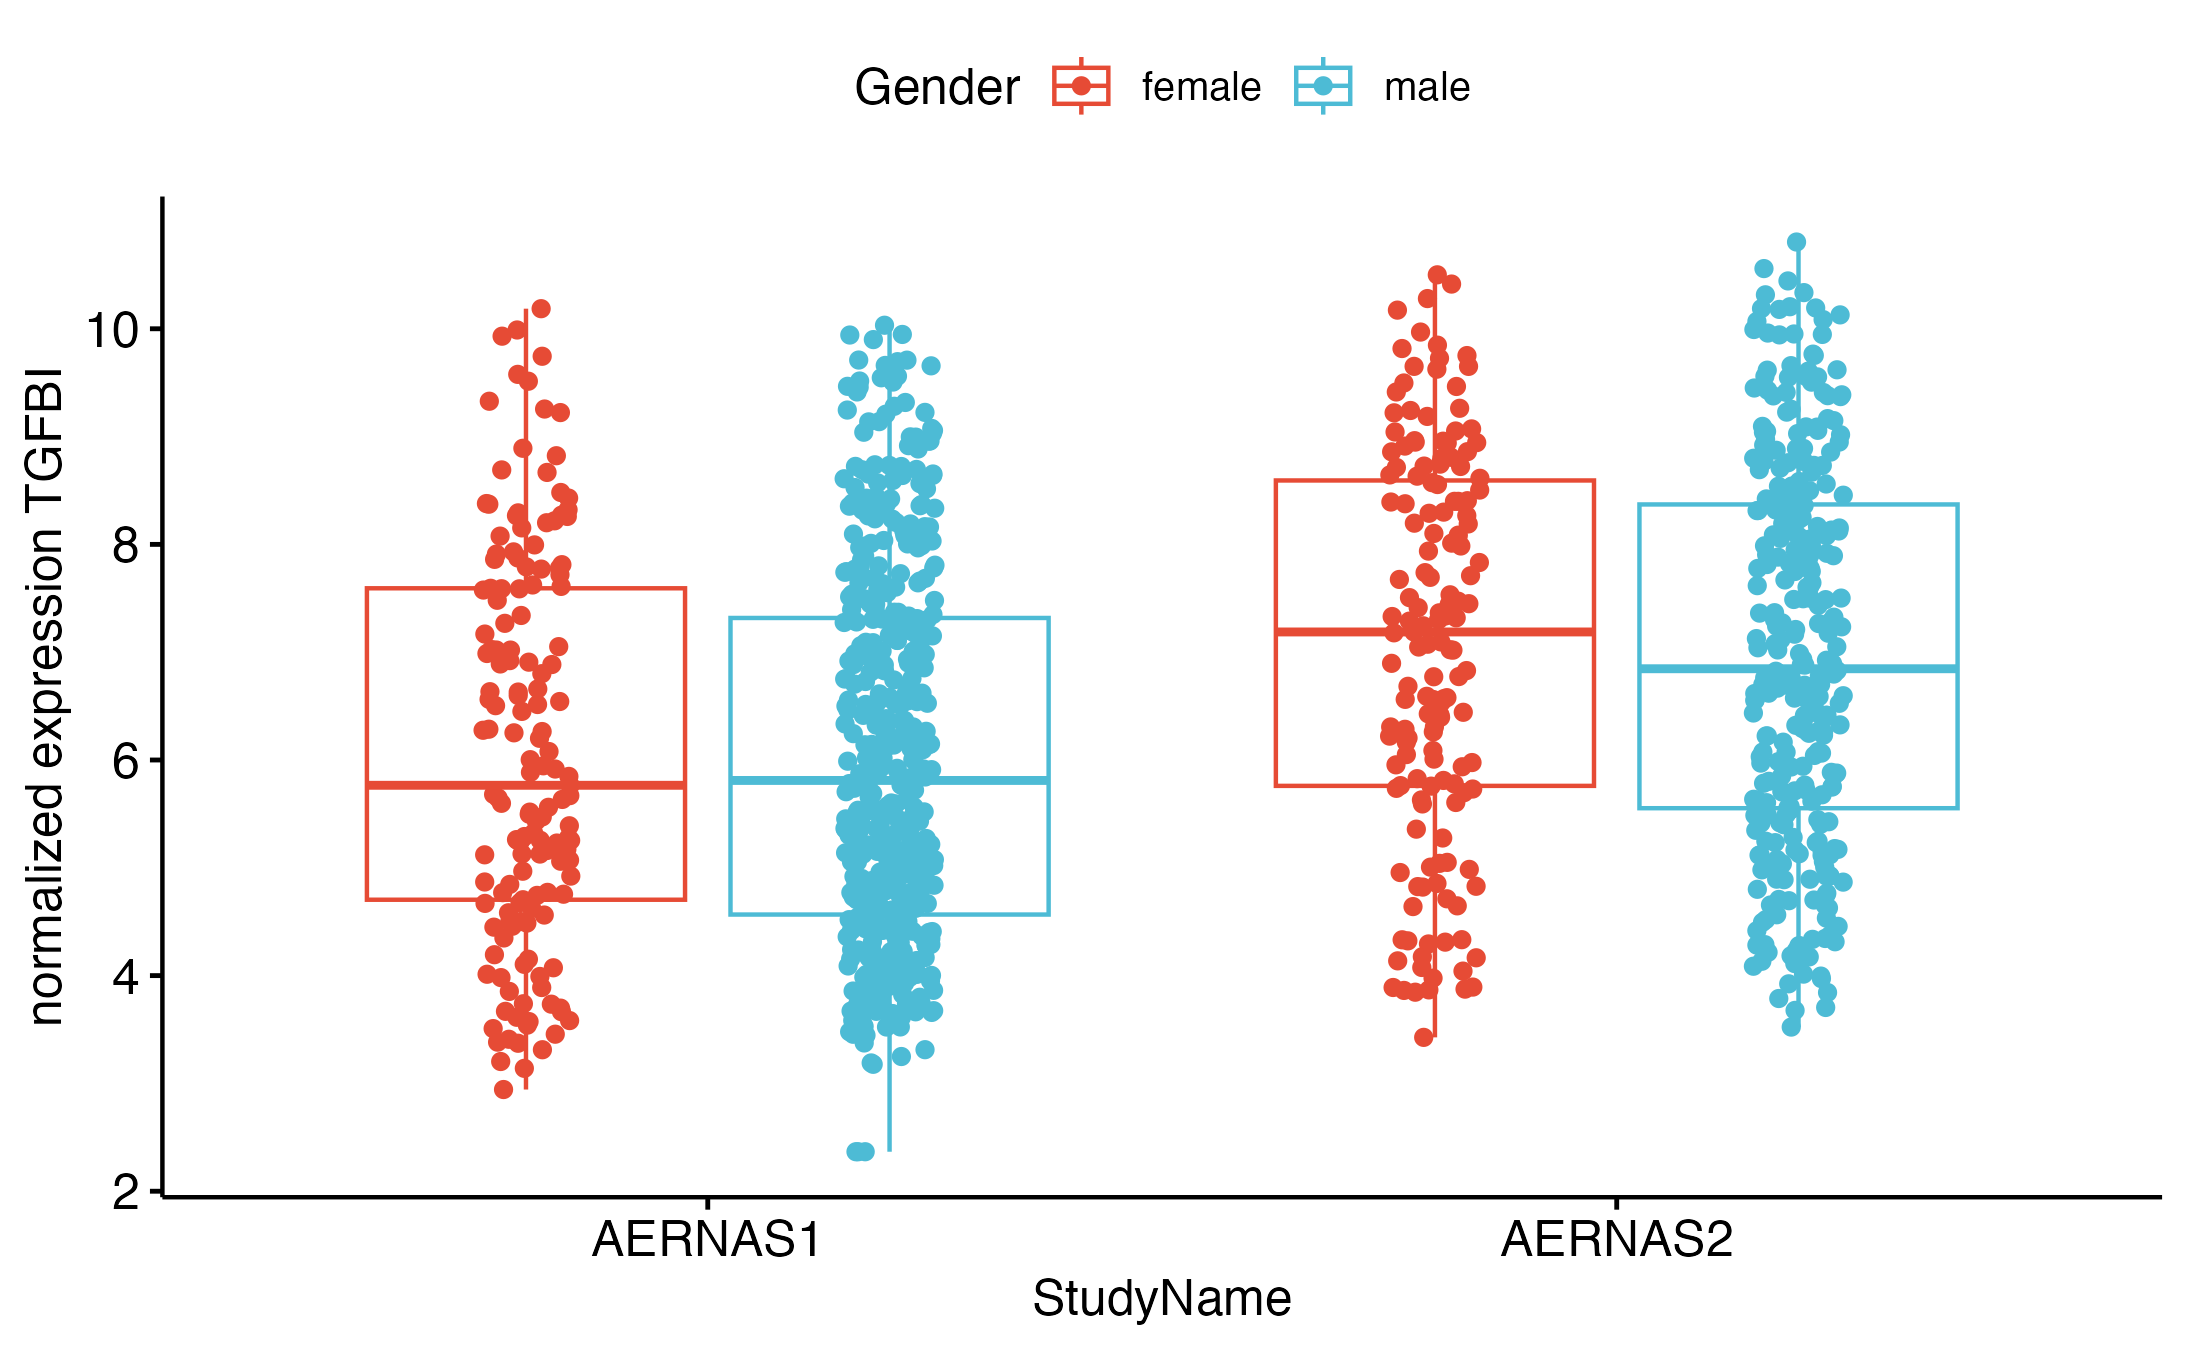 Gender female male
normalized expression TGFBI
10
8
6
4
2
AERNAS1 AERNAS2
StudyName